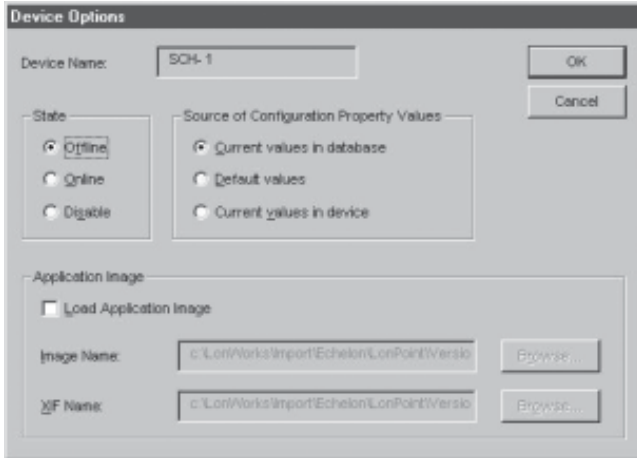 Device Options
Device Name:
SCH- 1
OK
Cancel
State
Offline
Online
Disable
Source of Configuration Property Values
Current values in database
Default values
Current values in device
Application Image
Load Application Image
Image Name:
c:\LonWorks\Import\Echelon\LonPoint\Versio
Browse...
XIF Name:
c:\LonWorks\Import\Echelon\LonPoint\Versio
Browse...